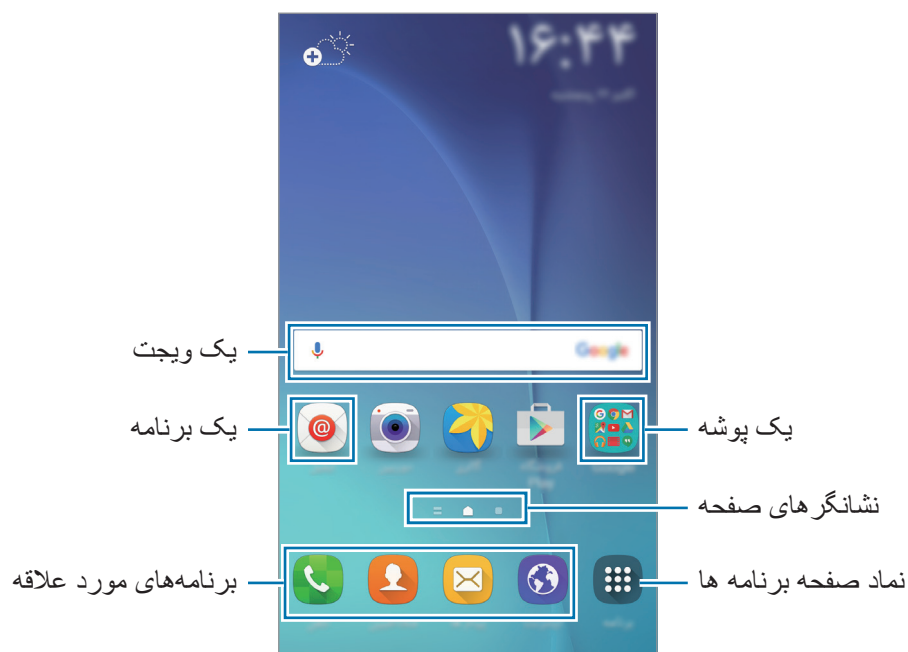 ۱۶:۴۴
یک ویجت
Google
یک برنامه
یک پوشه
نشانگرهای صفحه
برنامه‌های مورد علاقه
نماد صفحه برنامه ها